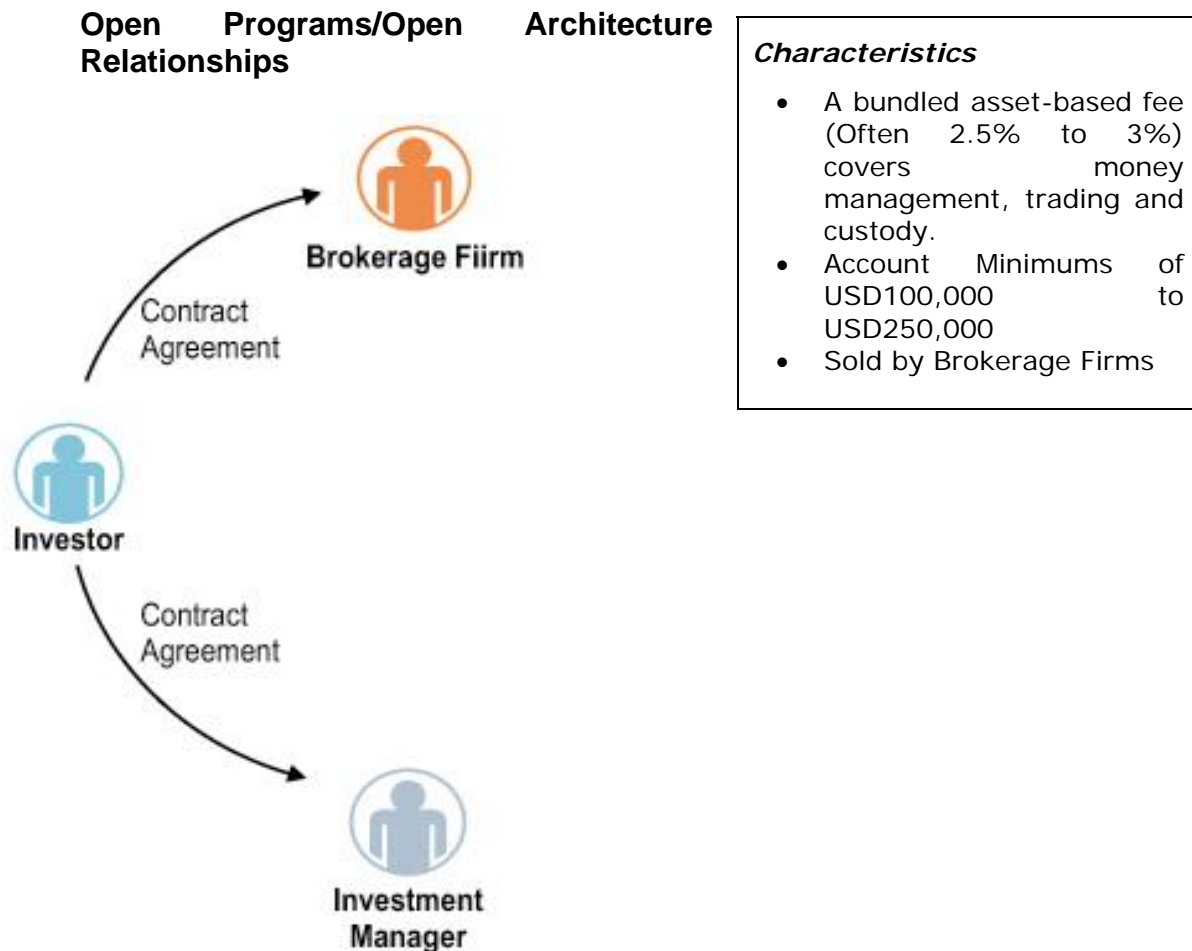 Open Programs/Open Architecture
Relationships
Characteristics
• A bundled asset-based fee
(Often 2.5% to 3%)
covers money
management, trading and
custody.
• Account Minimums of
USD100,000 to
USD250,000
• Sold by Brokerage Firms
Brokerage Fiirm
Contract
Agreement
Investor
Contract
Agreement
Investment
Manager